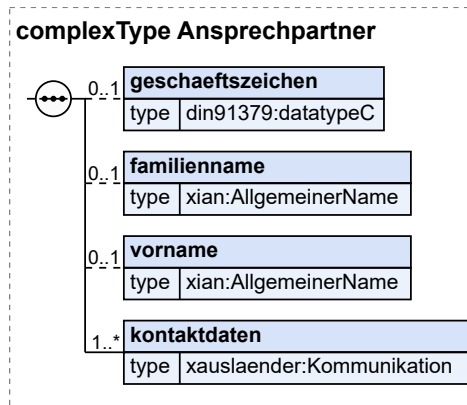 complexType Ansprechpartner
0..1 geschaeftszeichen
type din91379:datatypeC
0..1 familienname
type xian:AllgemeinerName
0..1 vorname
type xian:AllgemeinerName
1..* kontaktdaten
type xauslaender:Kommunikation